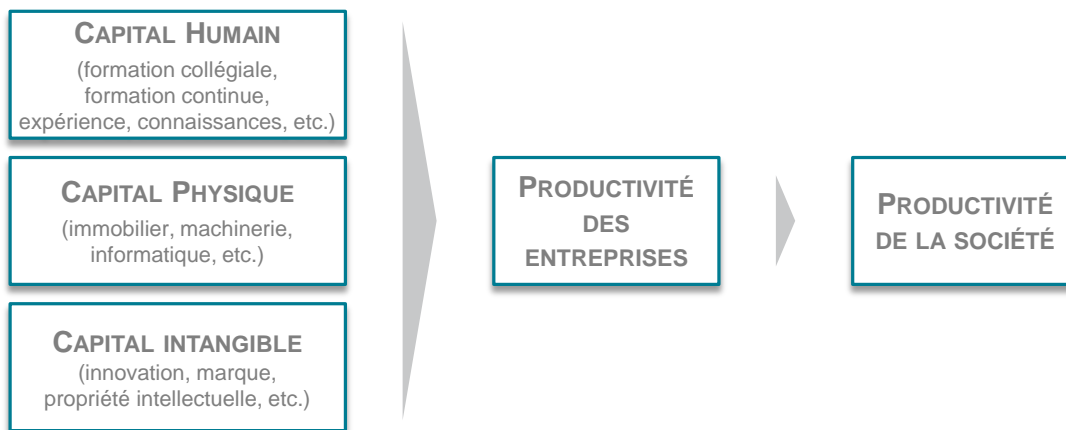 CAPITAL HUMAIN
(formation collégiale,
formation continue,
expérience, connaissances, etc.)
CAPITAL PHYSIQUE
(immobilier, machinerie,
informatique, etc.)
CAPITAL INTANGIBLE
(innovation, marque,
propriété intellectuelle, etc.)
PRODUCTIVITÉ
DES
ENTREPRISES
PRODUCTIVITÉ
DE LA SOCIÉTÉ